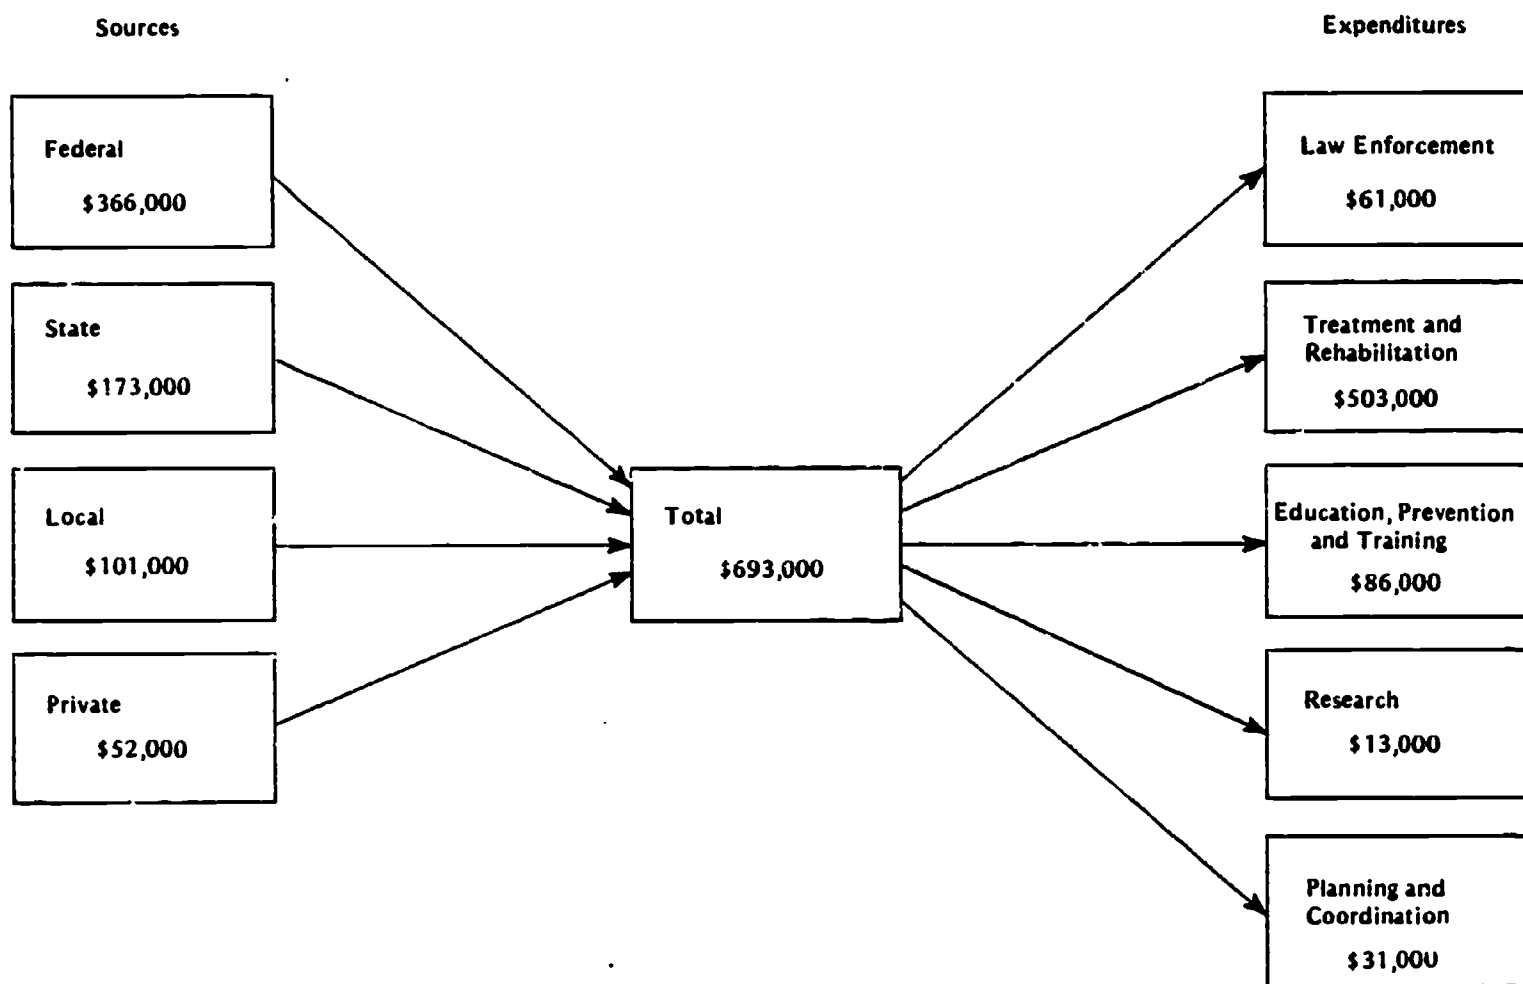 Sources
Expenditures
Federal
$366,000
State
$173,000
Local
$101,000
Private
$52,000
Total
$693,000
Law Enforcement
$61,000
Treatment and
Rehabilitation
$503,000
Education, Prevention
and Training
$86,000
Research
$13,000
Planning and
Coordination
$31,000